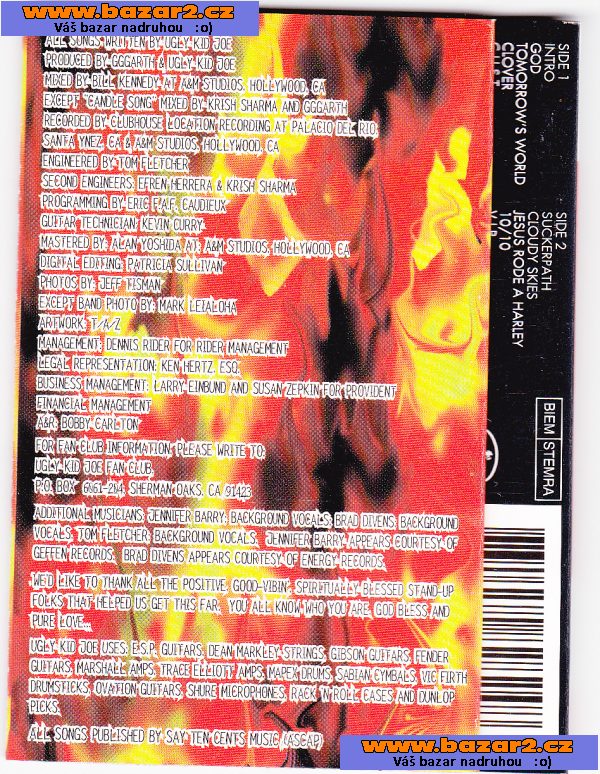 www.bazar2.cz
Váš bazar nadruhou :o)
ALL SONGS WRITTEN BY UGLY KID JOE
PRODUCED BY GGGARTH & UGLY KID JOE
MIXED BY BILL KENNEDY AT A&M STUDIOS, HOLLYWOOD, CA
EXCEPT "CANDLE SONG" MIXED BY KRISH SHARMA AND GGGARTH
RECORDED BY CLUBHOUSE LOCATION RECORDING AT PALACIO DEL RIO,
SANTA YNEZ, CA & A&M STUDIOS, HOLLYWOOD, CA
ENGINEERED BY TOM FLETCHER
SECOND ENGINEERS: EFREN HERRERA & KRISH SHARMA
PROGRAMMING BY ERIC F.A.F. CAUDIEUX
GUITAR TECHNICIAN: KEVIN CURRY
MASTERED BY: ALAN YOSHIDA AT: A&M STUDIOS, HOLLYWOOD, CA
DIGITAL EDITING: PATRICIA SULLIVAN
PHOTOS BY: JEFF TISMAN
EXCEPT BAND PHOTO BY: MARK LEIALOHA
ARTWORK: T/A/Z
MANAGEMENT: DENNIS RIDER FOR RIDER MANAGEMENT
LEGAL REPRESENTATION: KEN HERTZ, ESQ.
BUSINESS MANAGEMENT: LARRY EINBUND AND SUSAN ZEPKIN FOR PROVIDENT
FINANCIAL MANAGEMENT
A&R: BOBBY CARLTON
FOR FAN CLUB INFORMATION PLEASE WRITE TO:
UGLY KID JOE FAN CLUB
P.O. BOX 6061-204, SHERMAN OAKS, CA 91423
ADDITIONAL MUSICIANS: JENNIFER BARRY: BACKGROUND VOCALS; BRAD DIVENS, BACKGROUND
VOCALS; TOM FLETCHER: BACKGROUND VOCALS. JENNIFER BARRY APPEARS COURTESY OF
GEFFEN RECORDS. BRAD DIVENS APPEARS COURTESY OF ENERGY RECORDS.
WE'D LIKE TO THANK ALL THE POSITIVE, GOOD-VIBIN', SPIRITUALLY BLESSED STAND-UP
FOLKS THAT HELPED US GET THIS FAR. YOU ALL KNOW WHO YOU ARE. GOD BLESS AND
PURE LOVE...
UGLY KID JOE USES: E.S.P. GUITARS, DEAN MARKLEY STRINGS, GIBSON GUITARS, FENDER
GUITARS, MARSHALL AMPS, TRACE ELLIOTT AMPS, MAPEX DRUMS, SABIAN CYMBALS, VIC FIRTH
DRUMSTICKS, OVATION GUITARS, SHURE MICROPHONES, RACK 'N ROLL CASES AND DUNLOP
PICKS.
ALL SONGS PUBLISHED BY SAY TEN CENTS MUSIC (ASCAP)
SIDE 1
INTRO
GOD
TOMORROW'S WORLD
CLOVER
SIDE 2
SUCKERPATH
CLOUDY SKIES
JESUS RODE A HARLEY
10/10
BIEM STEMRA
www.bazar2.cz
Váš bazar nadruhou :o)